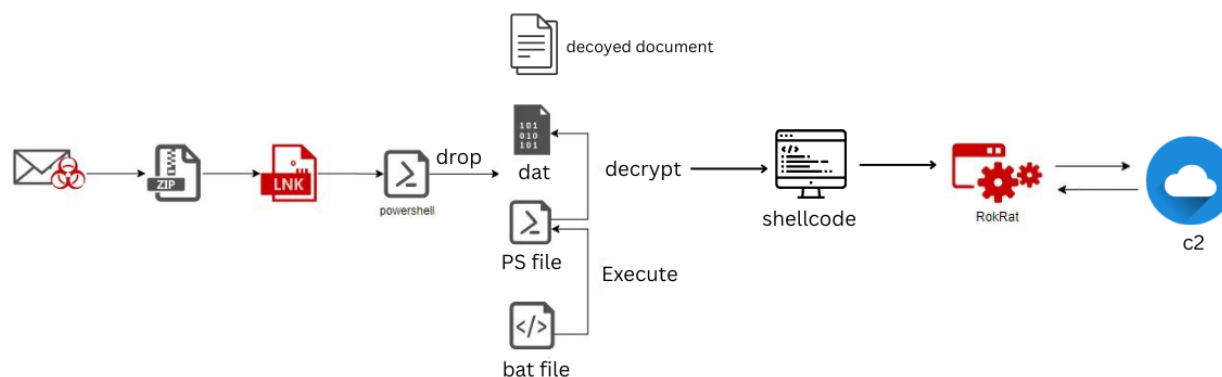 decoyed document
101
010
101
dat
ZIP
LNK
powershell
drop
PS file
bat file
Execute
decrypt
</>
shellcode
RokRat
c2